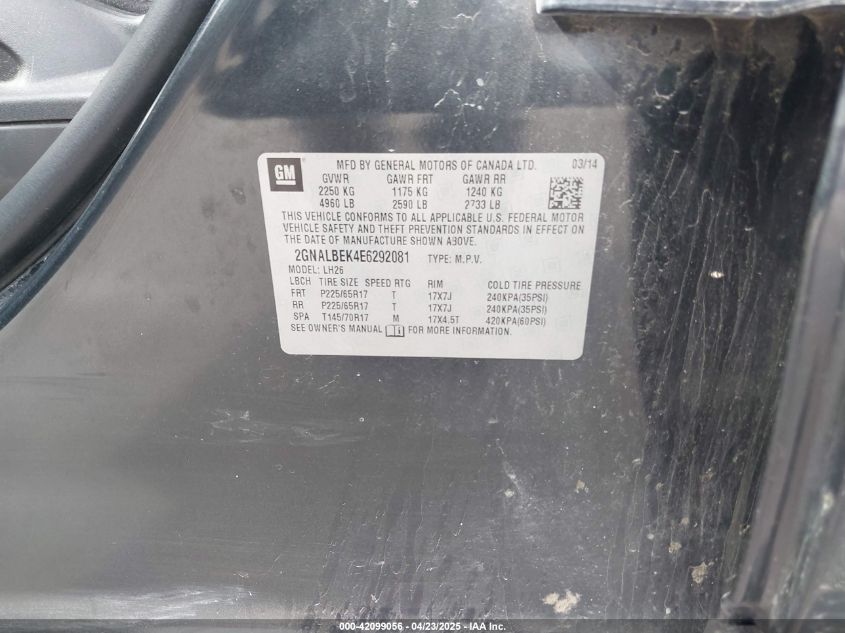 GM
MFD BY GENERAL MOTORS OF CANADA LTD. 03/14
GVWR GAWR FRT GAWR RR
2250 KG 1175 KG 1240 KG
4960 LB 2590 LB 2733 LB
THIS VEHICLE CONFORMS TO ALL APPLICABLE U.S. FEDERAL MOTOR
VEHICLE SAFETY AND THEFT PREVENTION STANDARDS IN EFFECT ON
THE DATE OF MANUFACTURE SHOWN ABOVE.
2GNALBEK4E6292081 TYPE: M.P.V.
MODEL: LH26
LBCH TIRE SIZE SPEED RTG RIM COLD TIRE PRESSURE
FRT P225/65R17 T 17X7J 240KPA(35PSI)
RR P225/65R17 T 17X7J 240KPA(35PSI)
SPA T145/70R17 M 17X4.5T 420KPA(60PSI)
SEE OWNER'S MANUAL i FOR MORE INFORMATION.
000-42099056 - 04/23/2025 - IAA Inc.